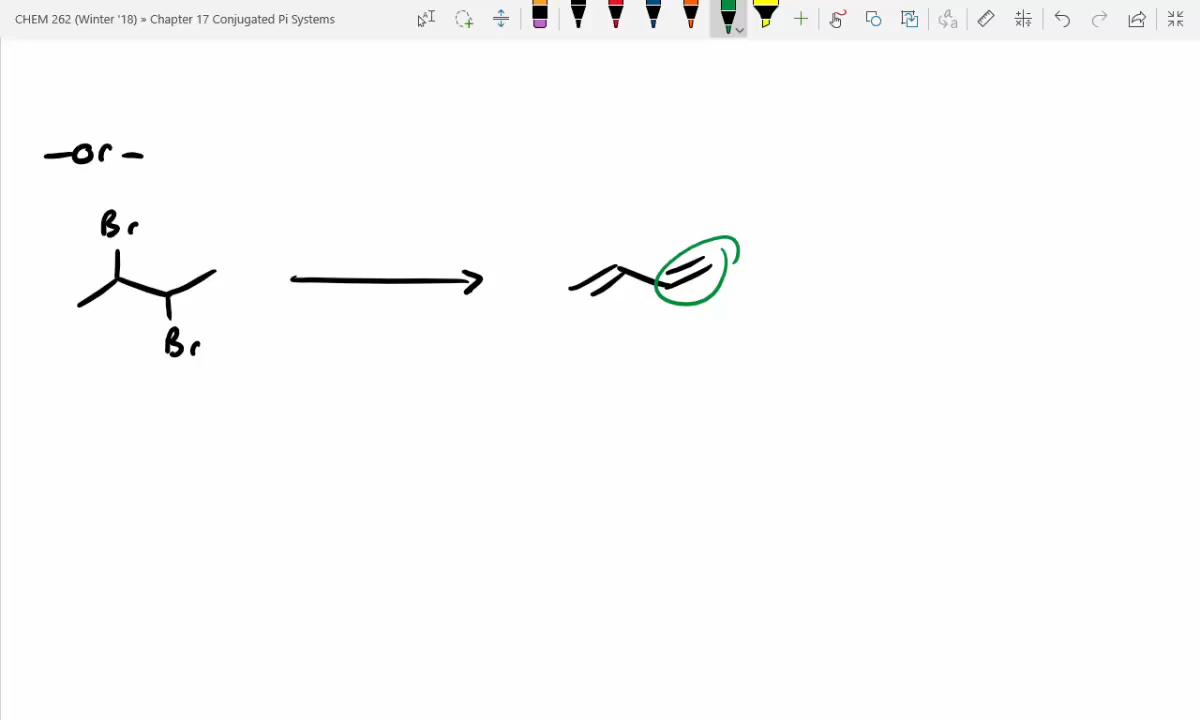 CHEM 262 (Winter '18) » Chapter 17 Conjugated Pi Systems
-or-
Br
Br